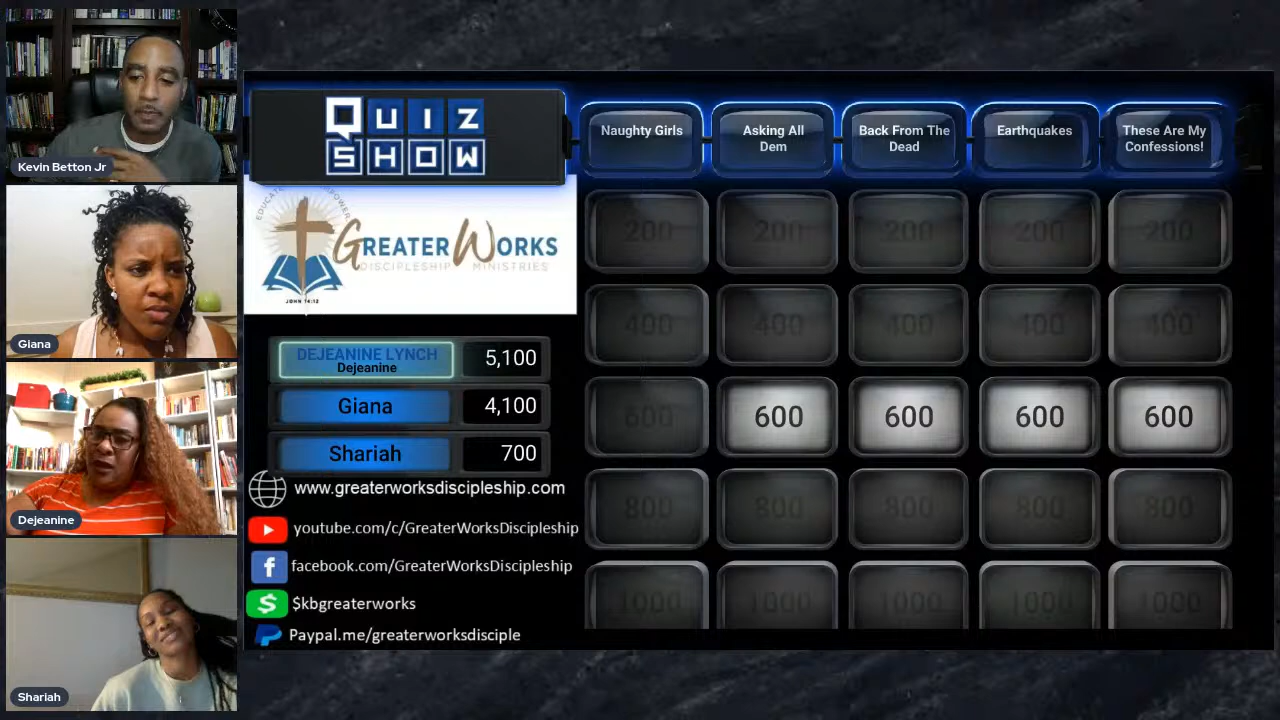 Kevin Betton Jr
Giana
Dejeanine
Shariah
QUIZ
SHOW
GREATER WORKS
DISCIPLESHIP MINISTRIES
JOHN 14:12
DEJEANINE LYNCH
Dejeanine
5,100
Giana
4,100
Shariah
700
www.greaterworksdiscipleship.com
youtube.com/c/GreaterWorksDiscipleship
facebook.com/GreaterWorksDiscipleship
$kbgreaterworks
Paypal.me/greaterworksdisciple
Naughty Girls
Asking All
Dem
Back From The
Dead
Earthquakes
These Are My
Confessions!
200 200 200 200 200
400 400 400 400 400
600 600 600 600 600
800 800 800 800 800
1000 1000 1000 1000 1000